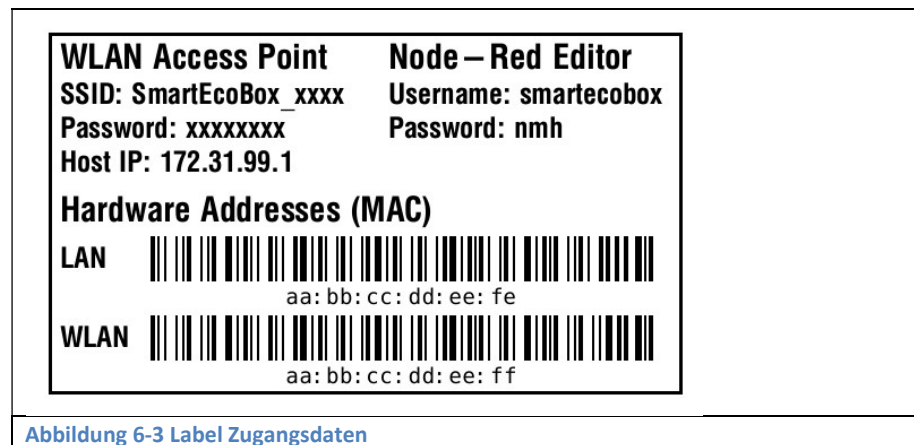 WLAN Access Point
SSID: SmartEcoBox_xxxx
Password: xxxxxxxx
Host IP: 172.31.99.1
Node – Red Editor
Username: smartecobox
Password: nmh
Hardware Addresses (MAC)
LAN
aa:bb:cc:dd:ee:fe
WLAN
aa:bb:cc:dd:ee:ff
Abbildung 6-3 Label Zugangsdaten